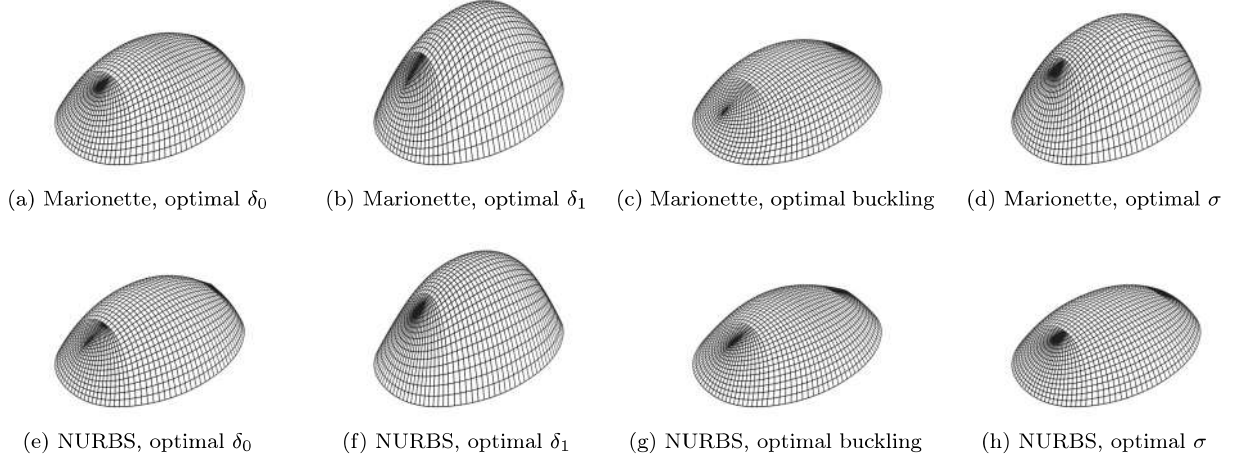 (a) Marionette, optimal δ₀
(b) Marionette, optimal δ₁
(c) Marionette, optimal buckling
(d) Marionette, optimal σ
(e) NURBS, optimal δ₀
(f) NURBS, optimal δ₁
(g) NURBS, optimal buckling
(h) NURBS, optimal σ